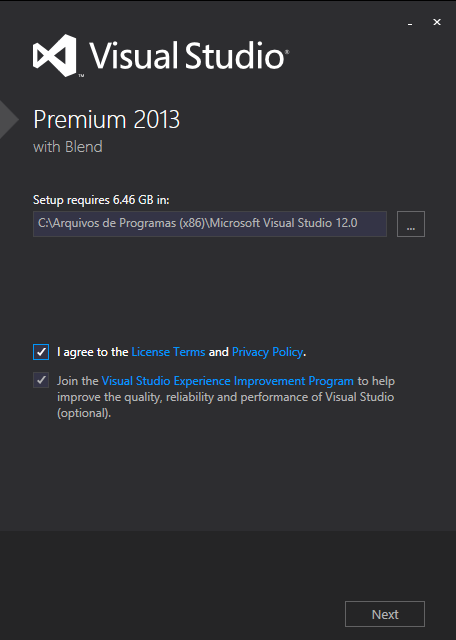 Visual Studio®
™
Premium 2013
with Blend
Setup requires 6.46 GB in:
C:\Arquivos de Programas (x86)\Microsoft Visual Studio 12.0
...
I agree to the License Terms and Privacy Policy.
Join the Visual Studio Experience Improvement Program to help
improve the quality, reliability and performance of Visual Studio
(optional).
Next